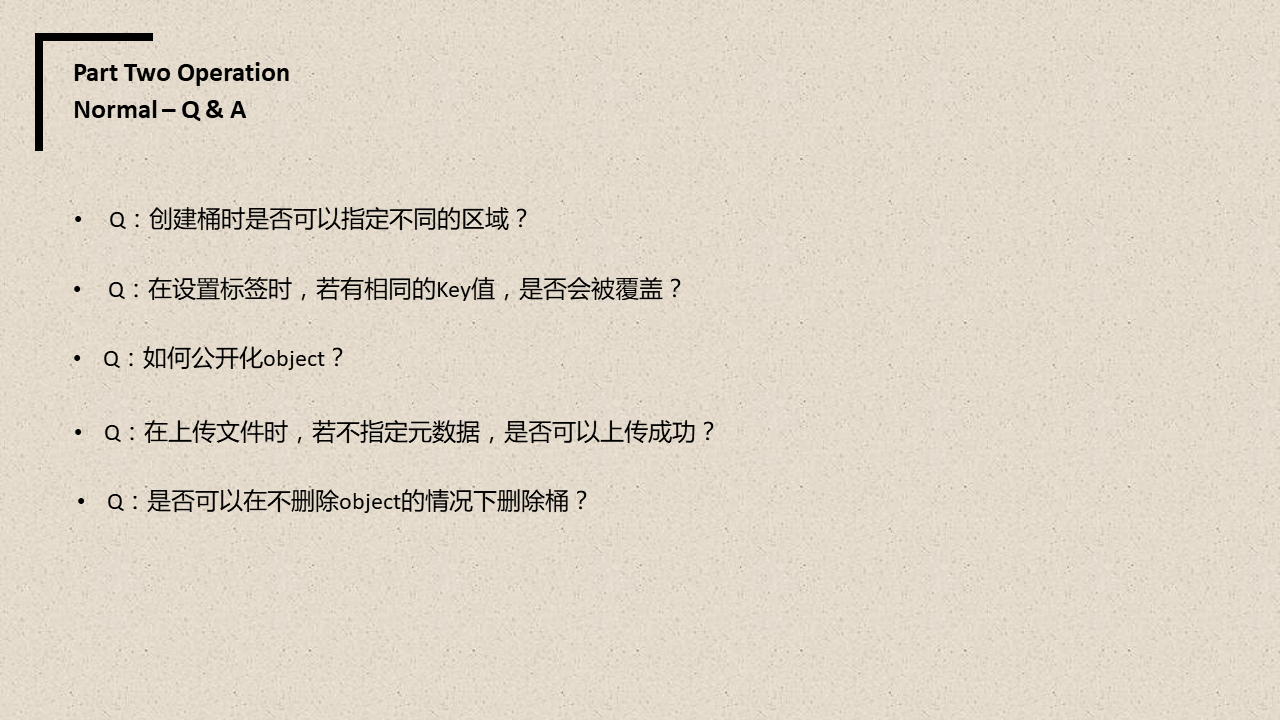 Part Two Operation
Normal – Q & A
• Q：创建桶时是否可以指定不同的区域？
• Q：在设置标签时，若有相同的Key值，是否会被覆盖？
• Q：如何公开化object？
• Q：在上传文件时，若不指定元数据，是否可以上传成功？
• Q：是否可以在不删除object的情况下删除桶？